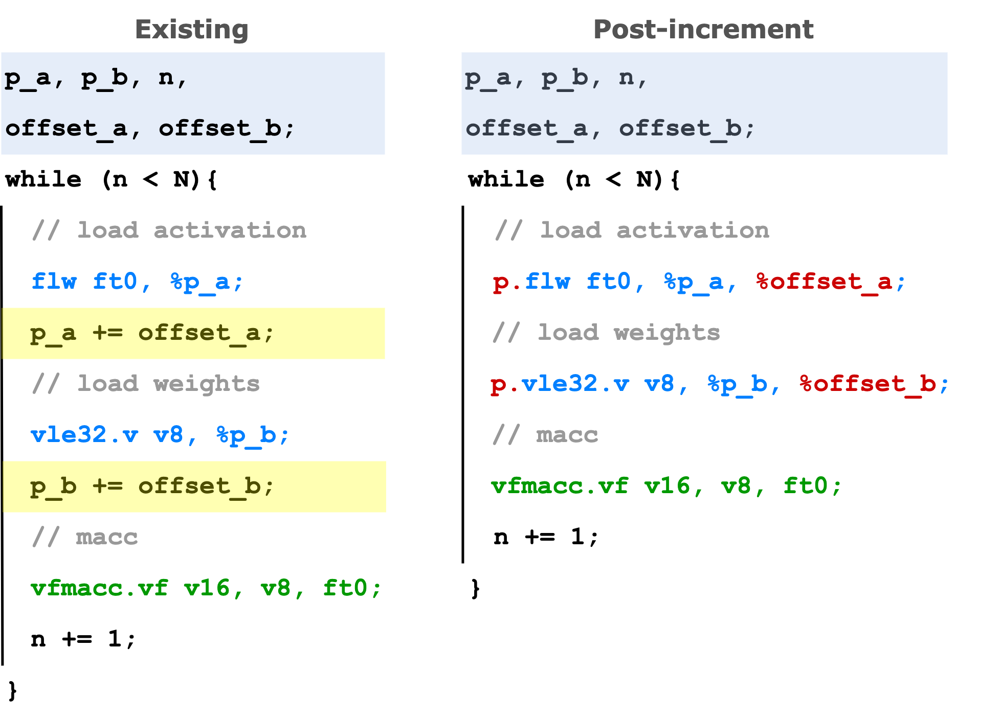 Existing
p_a, p_b, n,
offset_a, offset_b;
while (n < N){
// load activation
flw ft0, %p_a;
p_a += offset_a;
// load weights
vle32.v v8, %p_b;
p_b += offset_b;
// macc
vfmacc.vf v16, v8, ft0;
n += 1;
}
Post-increment
p_a, p_b, n,
offset_a, offset_b;
while (n < N){
// load activation
p.flw ft0, %p_a, %offset_a;
// load weights
p.vle32.v v8, %p_b, %offset_b;
// macc
vfmacc.vf v16, v8, ft0;
n += 1;
}